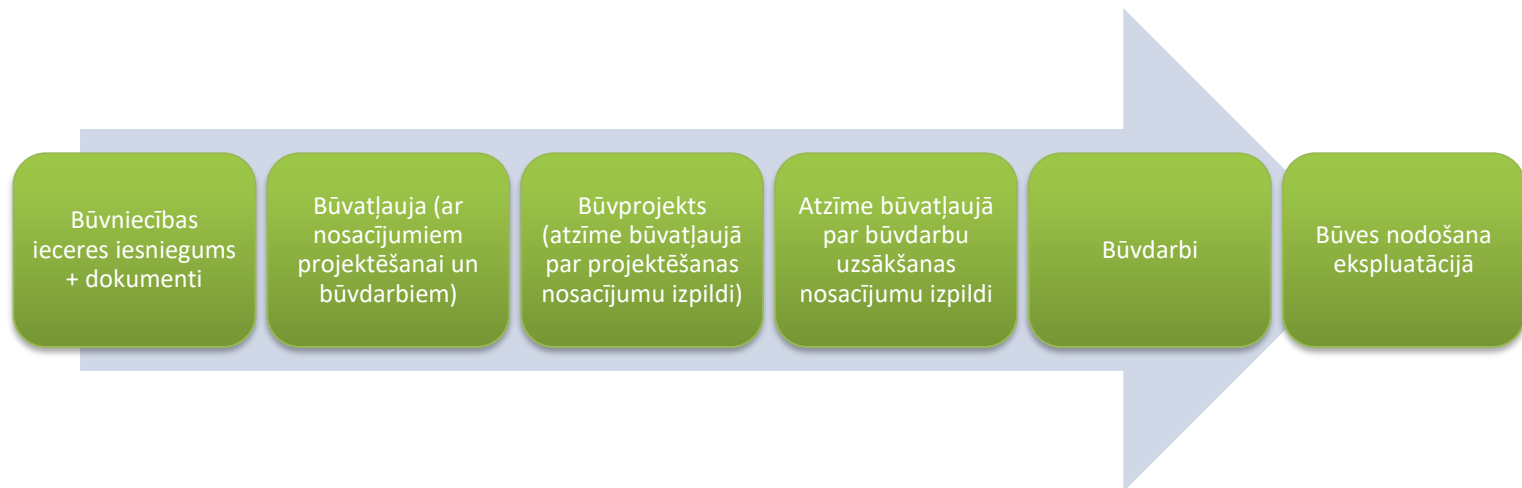 Būvniecības
ieceres iesniegums
+ dokumenti
Būvatļauja (ar
nosacījumiem
projektēšanai un
būvdarbiem)
Būvprojekts
(atzīme būvatļaujā
par projektēšanas
nosacījumu izpildi)
Atzīme būvatļaujā
par būvdarbu
uzsākšanas
nosacījumu izpildi
Būvdarbi
Būves nodošana
ekspluatācijā